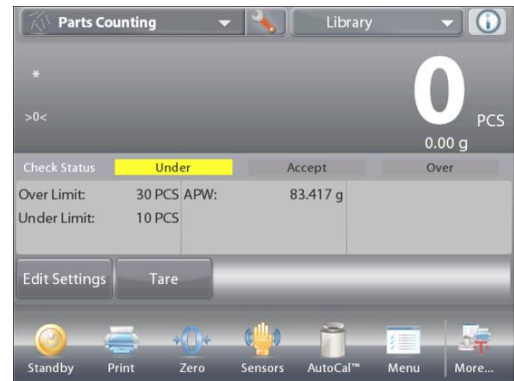 Parts Counting Library
*
0 PCS
>0<
0.00 g
Check Status Under Accept Over
Over Limit: 30 PCS APW: 83.417 g
Under Limit: 10 PCS
Edit Settings Tare
Standby Print Zero Sensors AutoCal™ Menu More...